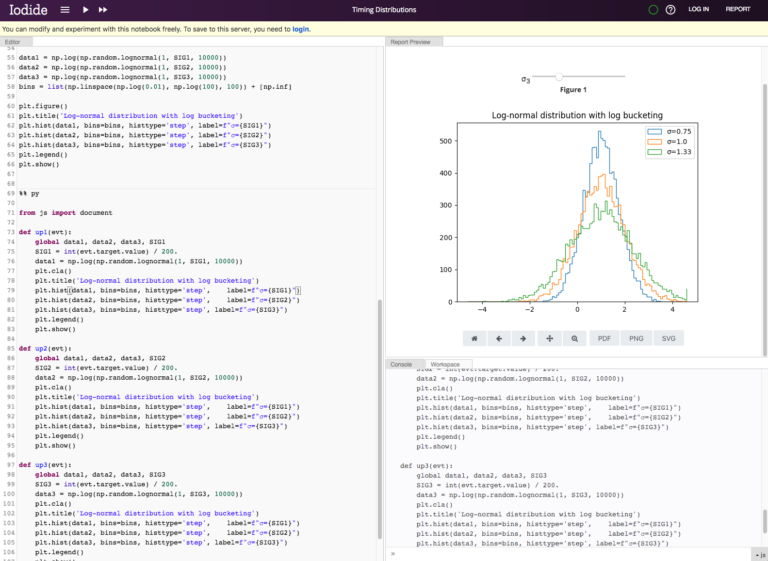 Iodide
Timing Distributions
LOG IN
REPORT
You can modify and experiment with this notebook freely. To save to this server, you need to login.
Editor
54
55 data1 = np.log(np.random.lognormal(1, SIG1, 10000))
56 data2 = np.log(np.random.lognormal(1, SIG2, 10000))
57 data3 = np.log(np.random.lognormal(1, SIG3, 10000))
58 bins = list(np.linspace(np.log(0.01), np.log(100), 100)) + [np.inf]
59
60 plt.figure()
61 plt.title('Log-normal distribution with log bucketing')
62 plt.hist(data1, bins=bins, histtype='step', label=f"σ={SIG1}")
63 plt.hist(data2, bins=bins, histtype='step', label=f"σ={SIG2}")
64 plt.hist(data3, bins=bins, histtype='step', label=f"σ={SIG3}")
65 plt.legend()
66 plt.show()
67
68
69 %% py
70
71 from js import document
72
73 def up1(evt):
74 global data1, data2, data3, SIG1
75 SIG1 = int(evt.target.value) / 200.
76 data1 = np.log(np.random.lognormal(1, SIG1, 10000))
77 plt.cla()
78 plt.title('Log-normal distribution with log bucketing')
79 plt.hist(data1, bins=bins, histtype='step', label=f"σ={SIG1}")
80 plt.hist(data2, bins=bins, histtype='step', label=f"σ={SIG2}")
81 plt.hist(data3, bins=bins, histtype='step', label=f"σ={SIG3}")
82 plt.legend()
83 plt.show()
84
85 def up2(evt):
86 global data1, data2, data3, SIG2
87 SIG2 = int(evt.target.value) / 200.
88 data2 = np.log(np.random.lognormal(1, SIG2, 10000))
89 plt.cla()
90 plt.title('Log-normal distribution with log bucketing')
91 plt.hist(data1, bins=bins, histtype='step', label=f"σ={SIG1}")
92 plt.hist(data2, bins=bins, histtype='step', label=f"σ={SIG2}")
93 plt.hist(data3, bins=bins, histtype='step', label=f"σ={SIG3}")
94 plt.legend()
95 plt.show()
96
97 def up3(evt):
98 global data1, data2, data3, SIG3
99 SIG3 = int(evt.target.value) / 200.
100 data3 = np.log(np.random.lognormal(1, SIG3, 10000))
101 plt.cla()
102 plt.title('Log-normal distribution with log bucketing')
103 plt.hist(data1, bins=bins, histtype='step', label=f"σ={SIG1}")
104 plt.hist(data2, bins=bins, histtype='step', label=f"σ={SIG2}")
105 plt.hist(data3, bins=bins, histtype='step', label=f"σ={SIG3}")
106 plt.legend()
Report Preview
σ3
Figure 1
Log-normal distribution with log bucketing
σ=0.75
σ=1.0
σ=1.33
500
400
300
200
100
0
−4 −2 0 2 4
PDF PNG SVG
Console Workspace
SIG2 = int(evt.target.value) / 200.
data2 = np.log(np.random.lognormal(1, SIG2, 10000))
plt.cla()
plt.title('Log-normal distribution with log bucketing')
plt.hist(data1, bins=bins, histtype='step', label=f"σ={SIG1}")
plt.hist(data2, bins=bins, histtype='step', label=f"σ={SIG2}")
plt.hist(data3, bins=bins, histtype='step', label=f"σ={SIG3}")
plt.legend()
plt.show()
def up3(evt):
global data1, data2, data3, SIG3
SIG3 = int(evt.target.value) / 200.
data3 = np.log(np.random.lognormal(1, SIG3, 10000))
plt.cla()
plt.title('Log-normal distribution with log bucketing')
plt.hist(data1, bins=bins, histtype='step', label=f"σ={SIG1}")
plt.hist(data2, bins=bins, histtype='step', label=f"σ={SIG2}")
plt.hist(data3, bins=bins, histtype='step', label=f"σ={SIG3}")
»
js